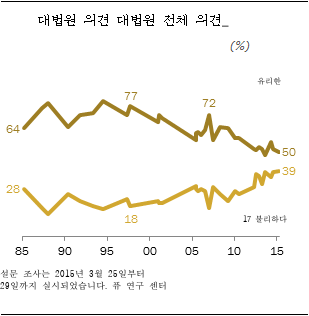 대법원 의견 대법원 전체 의견_
(%)
유리한
77
72
64
50
39
28
18
17 불리하다
85 90 95 00 05 10 15
설문 조사는 2015년 3월 25일부터
29일까지 실시되었습니다. 퓨 연구 센터